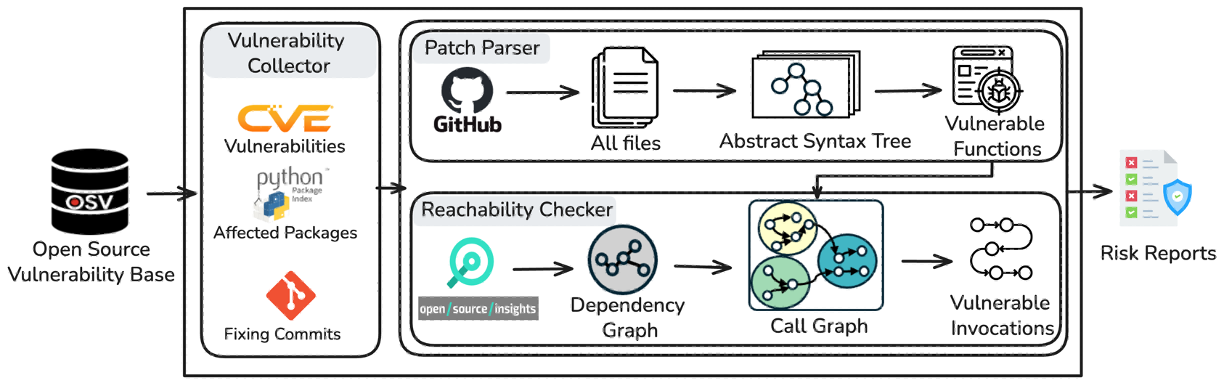 Vulnerability
Collector
CVE
Vulnerabilities
python™
Package
Index
Affected Packages
Fixing Commits
OSV
Open Source
Vulnerability Base
Patch Parser
GitHub
All files
Abstract Syntax Tree
Vulnerable
Functions
Reachability Checker
open/source/insights
Dependency
Graph
Call Graph
Vulnerable
Invocations
Risk Reports